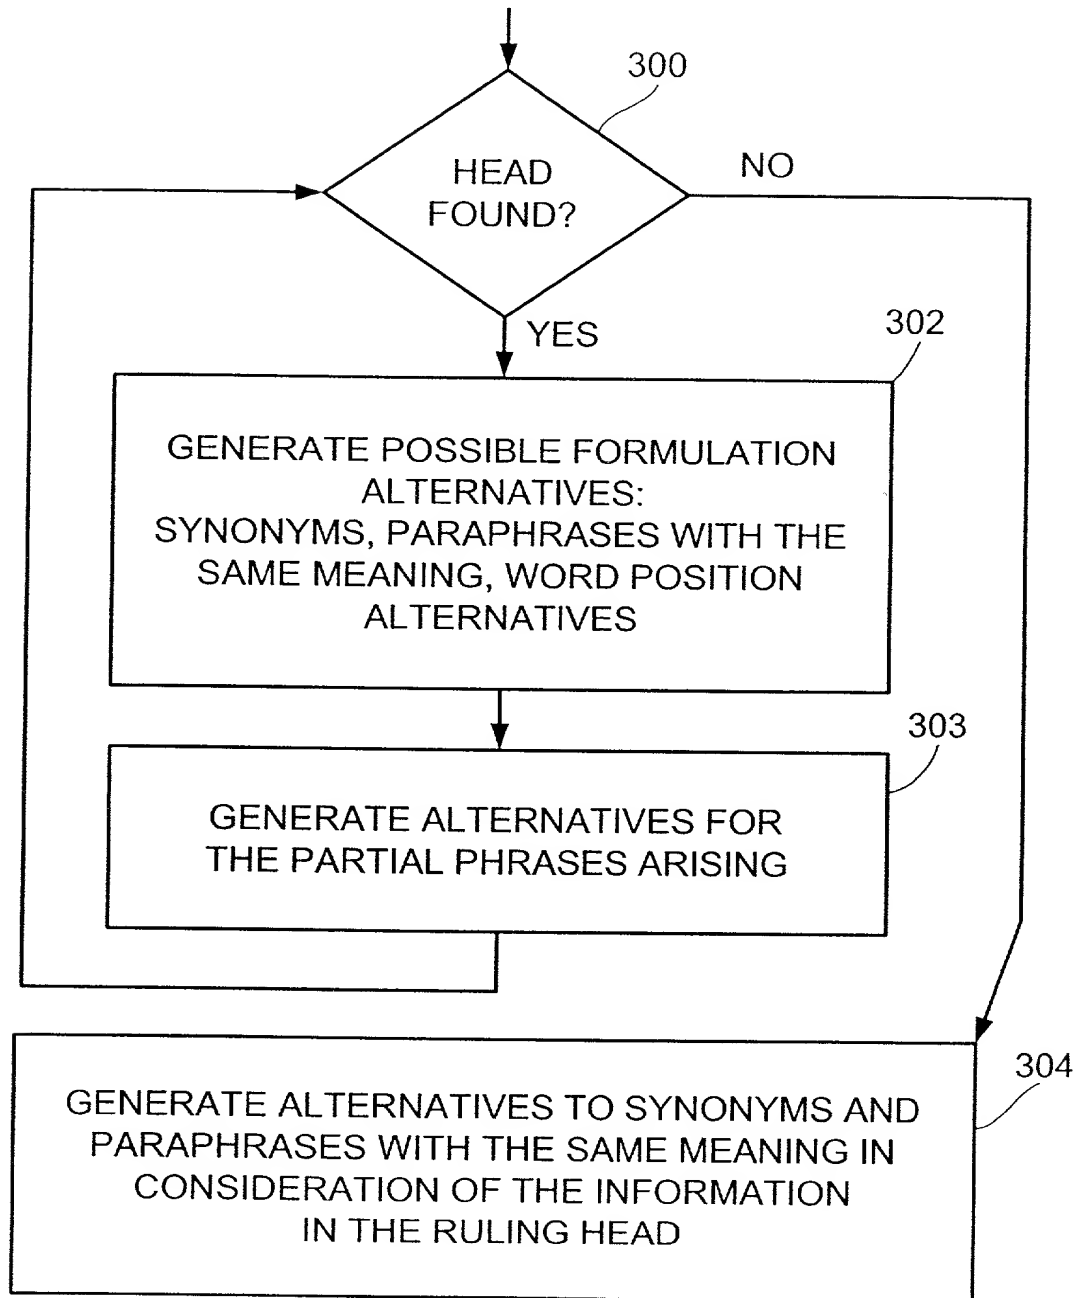 300
HEAD
FOUND?
NO
YES
302
GENERATE POSSIBLE FORMULATION
ALTERNATIVES:
SYNONYMS, PARAPHRASES WITH THE
SAME MEANING, WORD POSITION
ALTERNATIVES
303
GENERATE ALTERNATIVES FOR
THE PARTIAL PHRASES ARISING
304
GENERATE ALTERNATIVES TO SYNONYMS AND
PARAPHRASES WITH THE SAME MEANING IN
CONSIDERATION OF THE INFORMATION
IN THE RULING HEAD